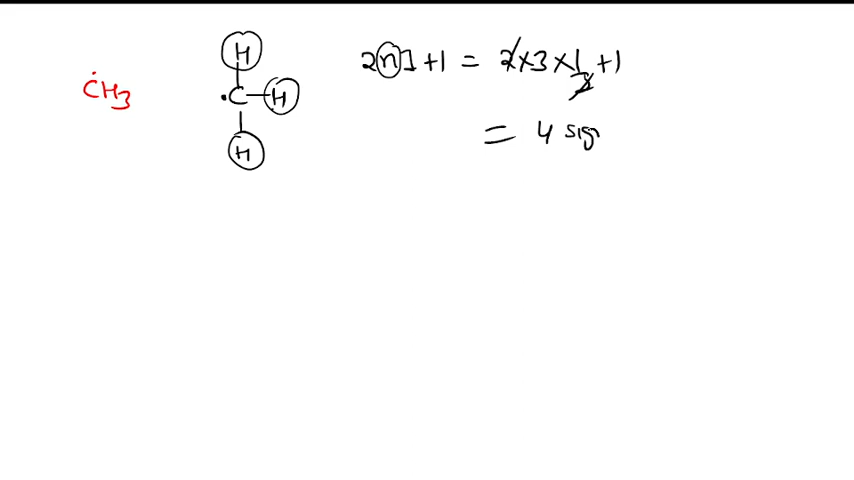 ĊH3
H
·C—H
H
2nI+1 = 2×3×1/2+1
= 4 sig